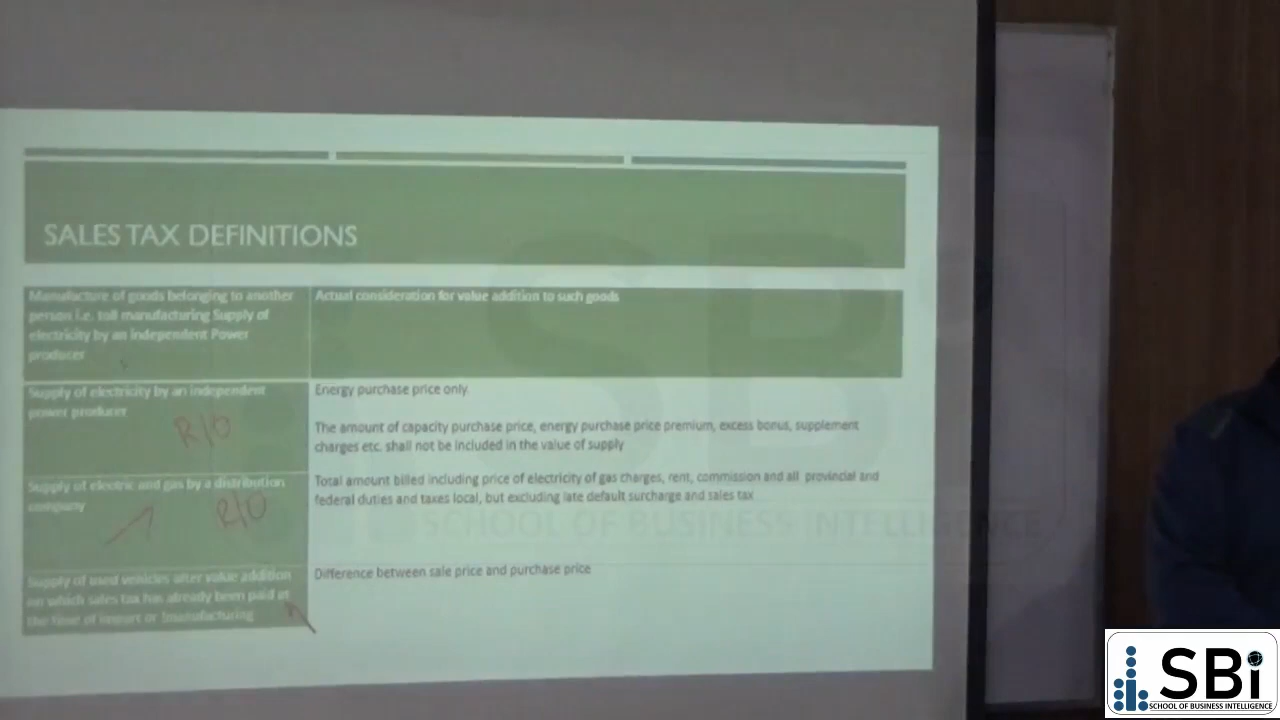 SALES TAX DEFINITIONS
Manufacture of goods belonging to another
person i.e. toll manufacturing Supply of
electricity by an independent Power
producer
Actual consideration for value addition to such goods
Supply of electricity by an independent
power producer
R/O
Energy purchase price only.
The amount of capacity purchase price, energy purchase price premium, excess bonus, supplement
charges etc. shall not be included in the value of supply
Supply of electric and gas by a distribution
company
R/O
Total amount billed including price of electricity of gas charges, rent, commission and all provincial and
federal duties and taxes local, but excluding late default surcharge and sales tax
Supply of used vehicles after value addition
on which sales tax has already been paid at
the time of import or manufacturing
Difference between sale price and purchase price
SB
SCHOOL OF BUSINESS INTELLIGENCE
SBi
SCHOOL OF BUSINESS INTELLIGENCE